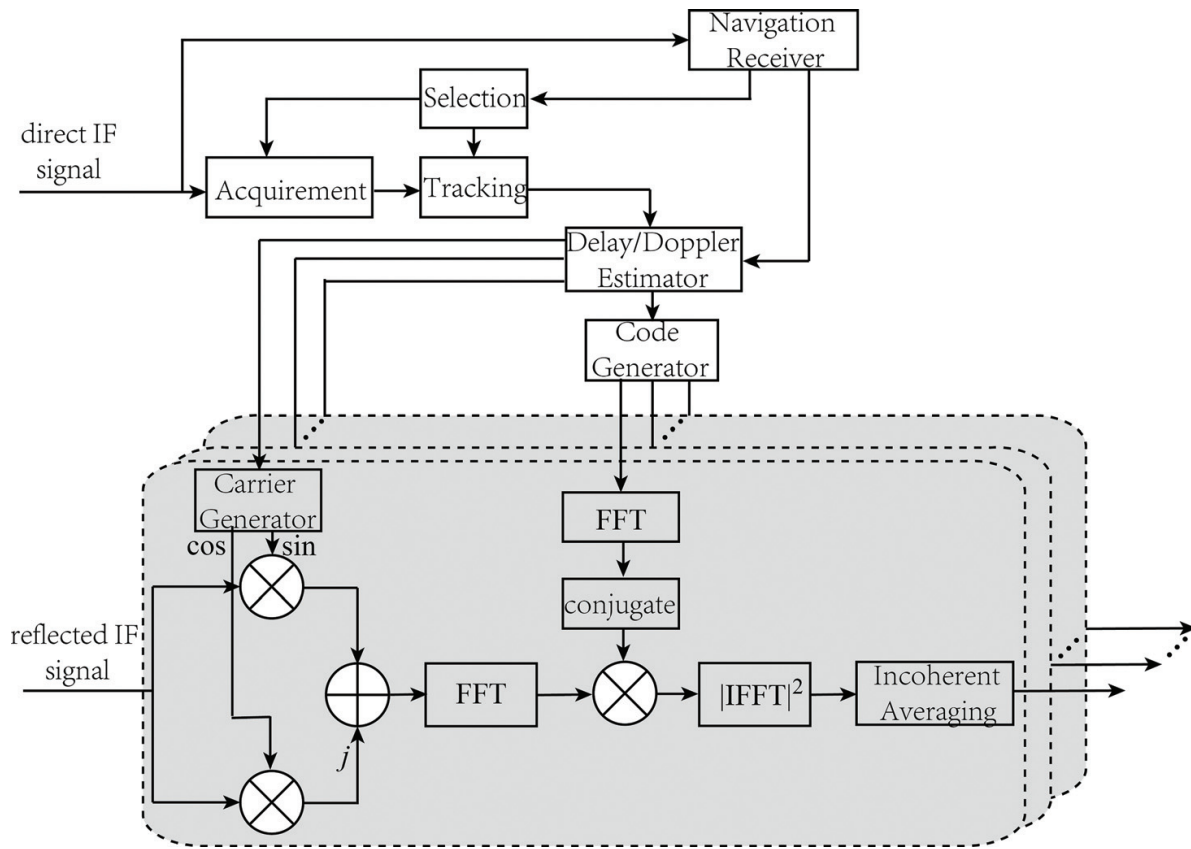 Navigation
Receiver
Selection
direct IF
signal
Acquirement
Tracking
Delay/Doppler
Estimator
Code
Generator
Carrier
Generator
cos
sin
FFT
conjugate
reflected IF
signal
j
FFT
|IFFT|²
Incoherent
Averaging